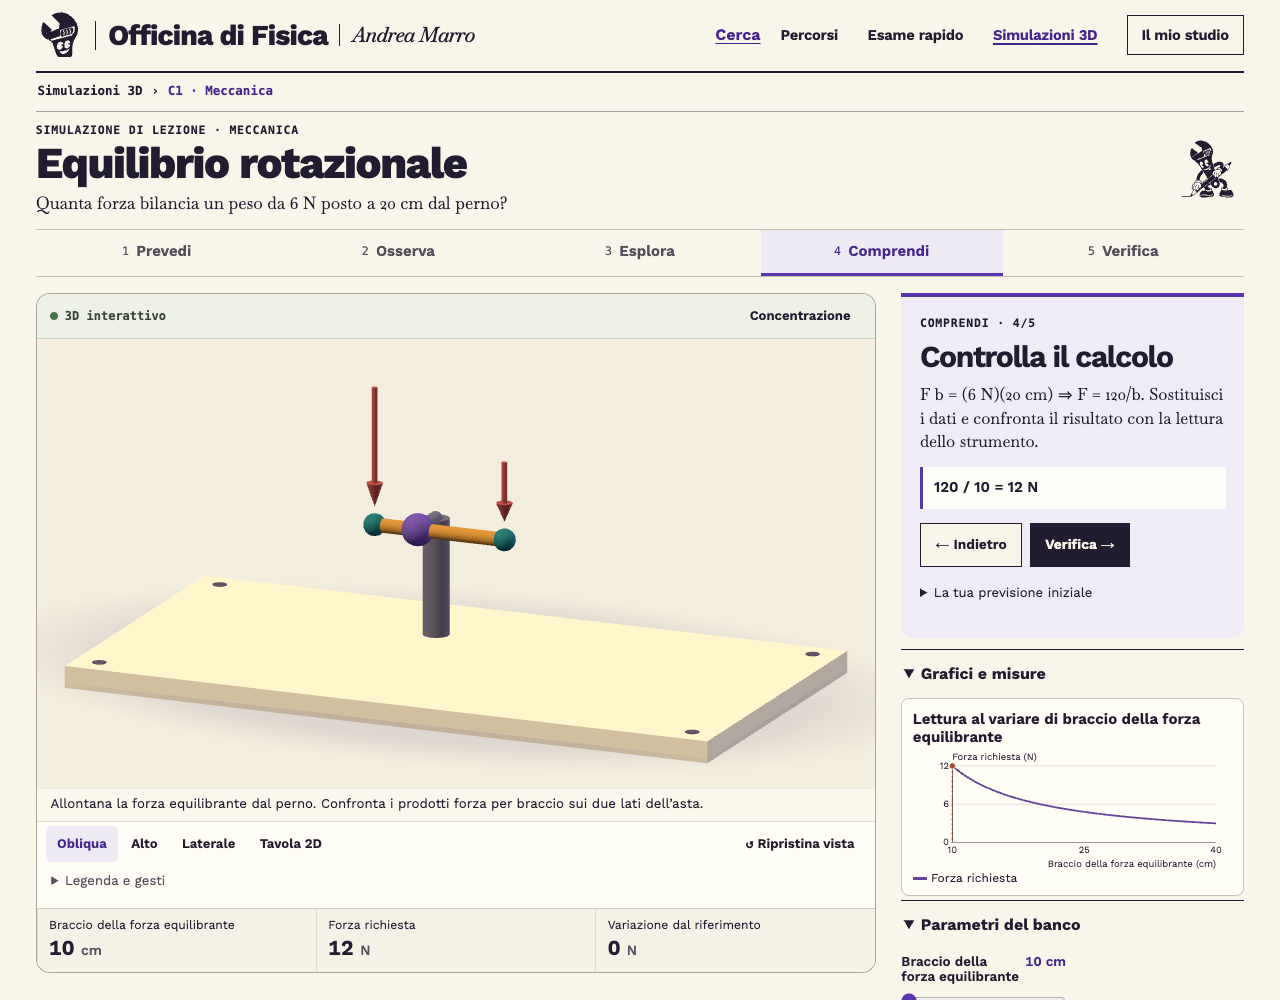 Officina di Fisica
Andrea Marro
Cerca
Percorsi
Esame rapido
Simulazioni 3D
Il mio studio
Simulazioni 3D › C1 · Meccanica
SIMULAZIONE DI LEZIONE · MECCANICA
Equilibrio rotazionale
Quanta forza bilancia un peso da 6 N posto a 20 cm dal perno?
1 Prevedi
2 Osserva
3 Esplora
4 Comprendi
5 Verifica
3D interattivo
Concentrazione
Allontana la forza equilibrante dal perno. Confronta i prodotti forza per braccio sui due lati dell’asta.
Obliqua
Alto
Laterale
Tavola 2D
↺ Ripristina vista
▶ Legenda e gesti
Braccio della forza equilibrante
10 cm
Forza richiesta
12 N
Variazione dal riferimento
0 N
COMPRENDI · 4/5
Controlla il calcolo
F b = (6 N)(20 cm) ⇒ F = 120/b. Sostituisci
i dati e confronta il risultato con la lettura
dello strumento.
120 / 10 = 12 N
← Indietro
Verifica →
▶ La tua previsione iniziale
▼ Grafici e misure
Lettura al variare di braccio della forza
equilibrante
Forza richiesta (N)
12
6
0
10
25
40
Braccio della forza equilibrante (cm)
Forza richiesta
▼ Parametri del banco
Braccio della
forza equilibrante
10 cm